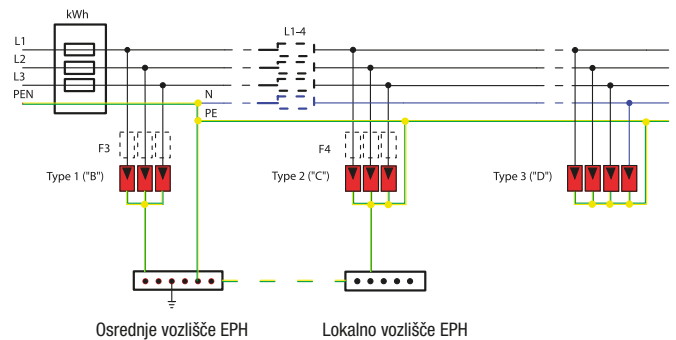 kWh
L1-4
L1
L2
L3
PEN
N
PE
F3
F4
Type 1 ("B")
Type 2 ("C")
Type 3 ("D")
Osrednje vozlišče EPH
Lokalno vozlišče EPH